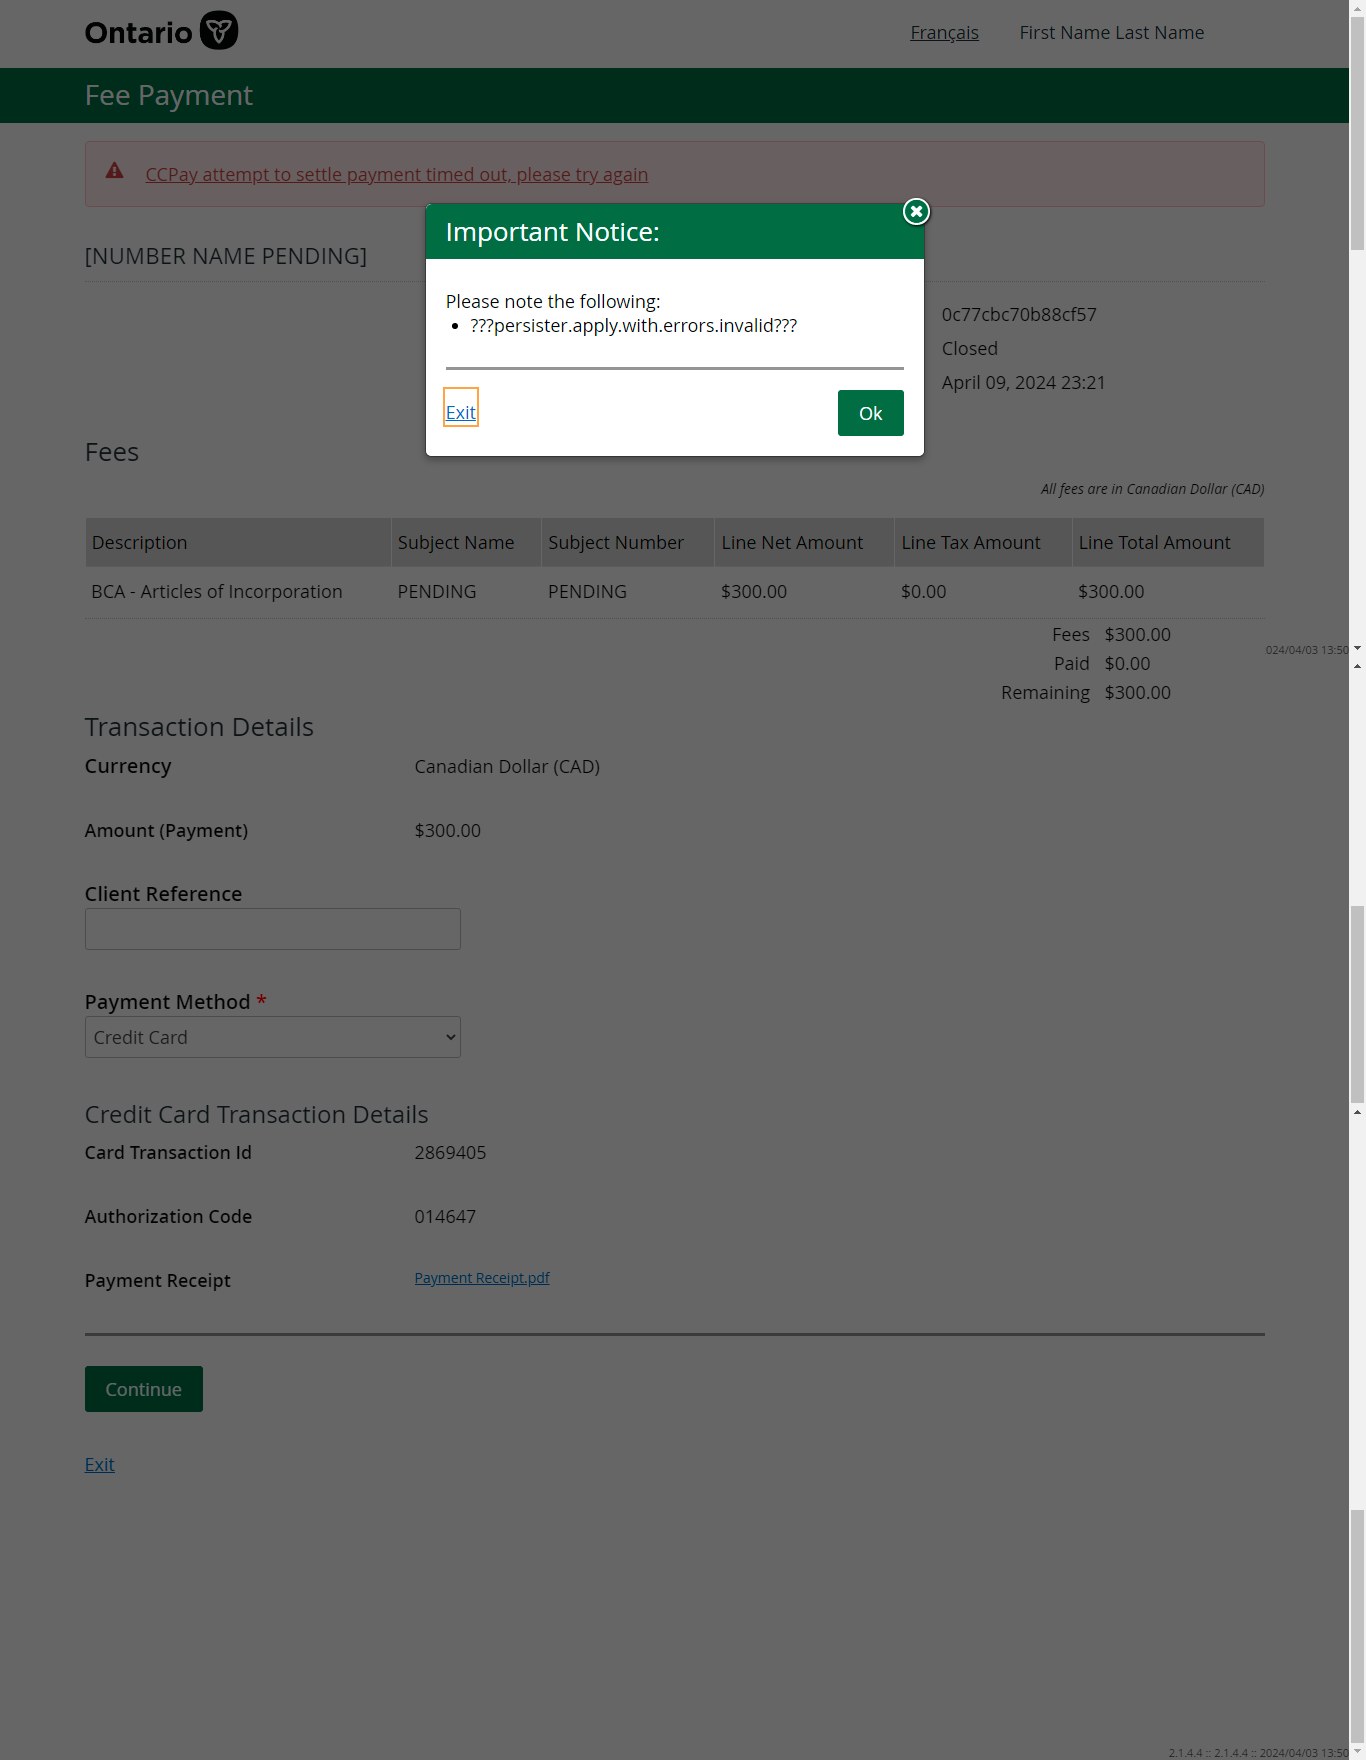 Ontario
Français First Name Last Name
Fee Payment
CCPay attempt to settle payment timed out, please try again
Important Notice:
Please note the following:
• ???persister.apply.with.errors.invalid???
Exit Ok
[NUMBER NAME PENDING]
0c77cbc70b88cf57
Closed
April 09, 2024 23:21
Fees
All fees are in Canadian Dollar (CAD)
Description Subject Name Subject Number Line Net Amount Line Tax Amount Line Total Amount
BCA - Articles of Incorporation PENDING PENDING $300.00 $0.00 $300.00
Fees $300.00
024/04/03 13:50
Paid $0.00
Remaining $300.00
Transaction Details
Currency Canadian Dollar (CAD)
Amount (Payment) $300.00
Client Reference
Payment Method *
Credit Card
Credit Card Transaction Details
Card Transaction Id 2869405
Authorization Code 014647
Payment Receipt Payment Receipt.pdf
Continue
Exit
2.1.4.4 :: 2.1.4.4 :: 2024/04/03 13:50